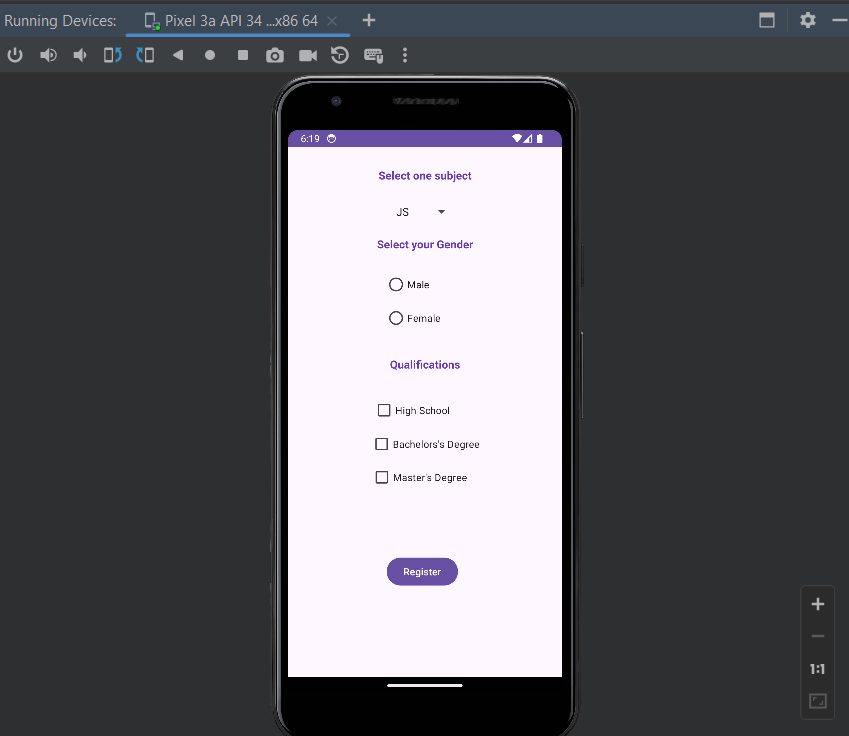 Running Devices: Pixel 3a API 34 ...x86 64
6:19
Select one subject
JS
Select your Gender
Male
Female
Qualifications
High School
Bachelors's Degree
Master's Degree
Register
1:1